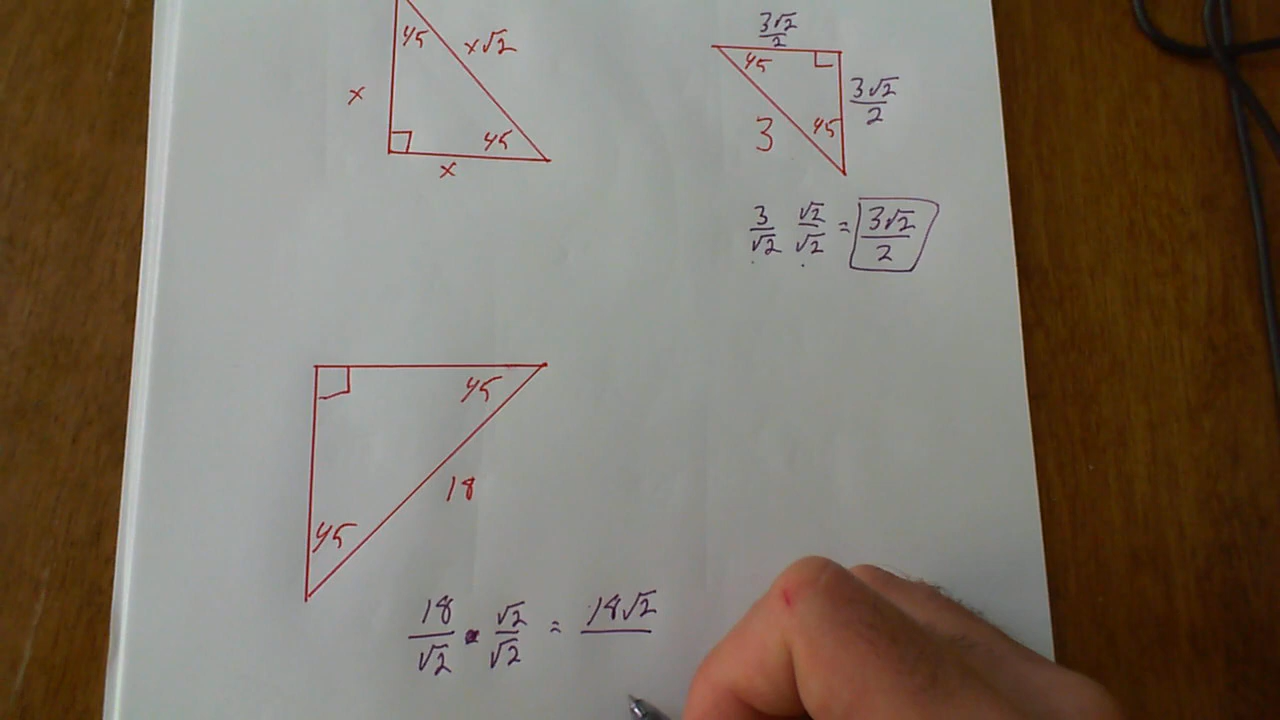 45
x√2
x
45
x
3√2/2
45
3√2/2
3
45
3/√2 √2/√2 = 3√2/2
45
18
45
18/√2 • √2/√2 = 18√2